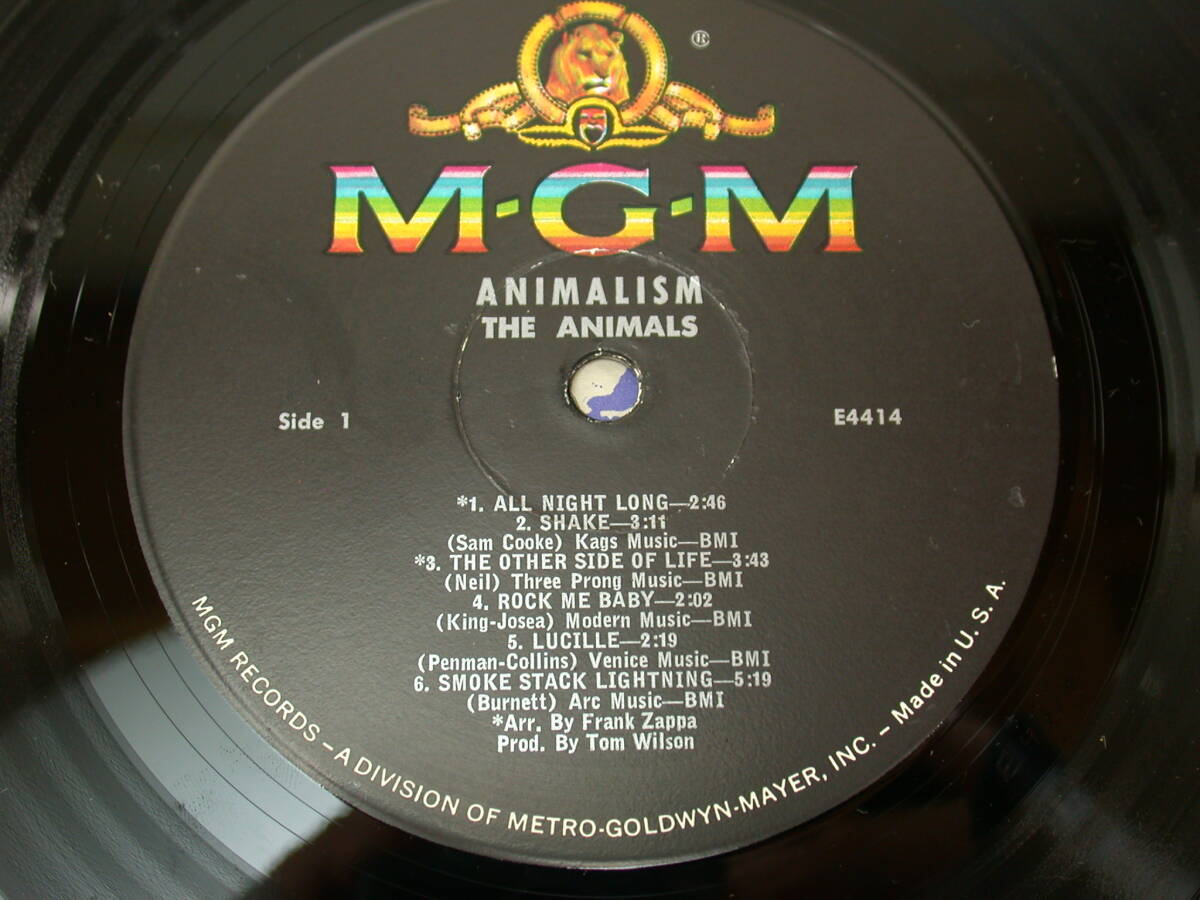 ®
M-G-M
ANIMALISM
THE ANIMALS
Side 1
E4414
*1. ALL NIGHT LONG—2:46
2. SHAKE—3:11
(Sam Cooke) Kags Music—BMI
*3. THE OTHER SIDE OF LIFE—3:43
(Neil) Three Prong Music—BMI
4. ROCK ME BABY—2:02
(King-Josea) Modern Music—BMI
5. LUCILLE—2:19
(Penman-Collins) Venice Music—BMI
6. SMOKE STACK LIGHTNING—5:19
(Burnett) Arc Music—BMI
*Arr. By Frank Zappa
Prod. By Tom Wilson
MGM RECORDS – A DIVISION OF METRO-GOLDWYN-MAYER, INC. – Made in U. S. A.